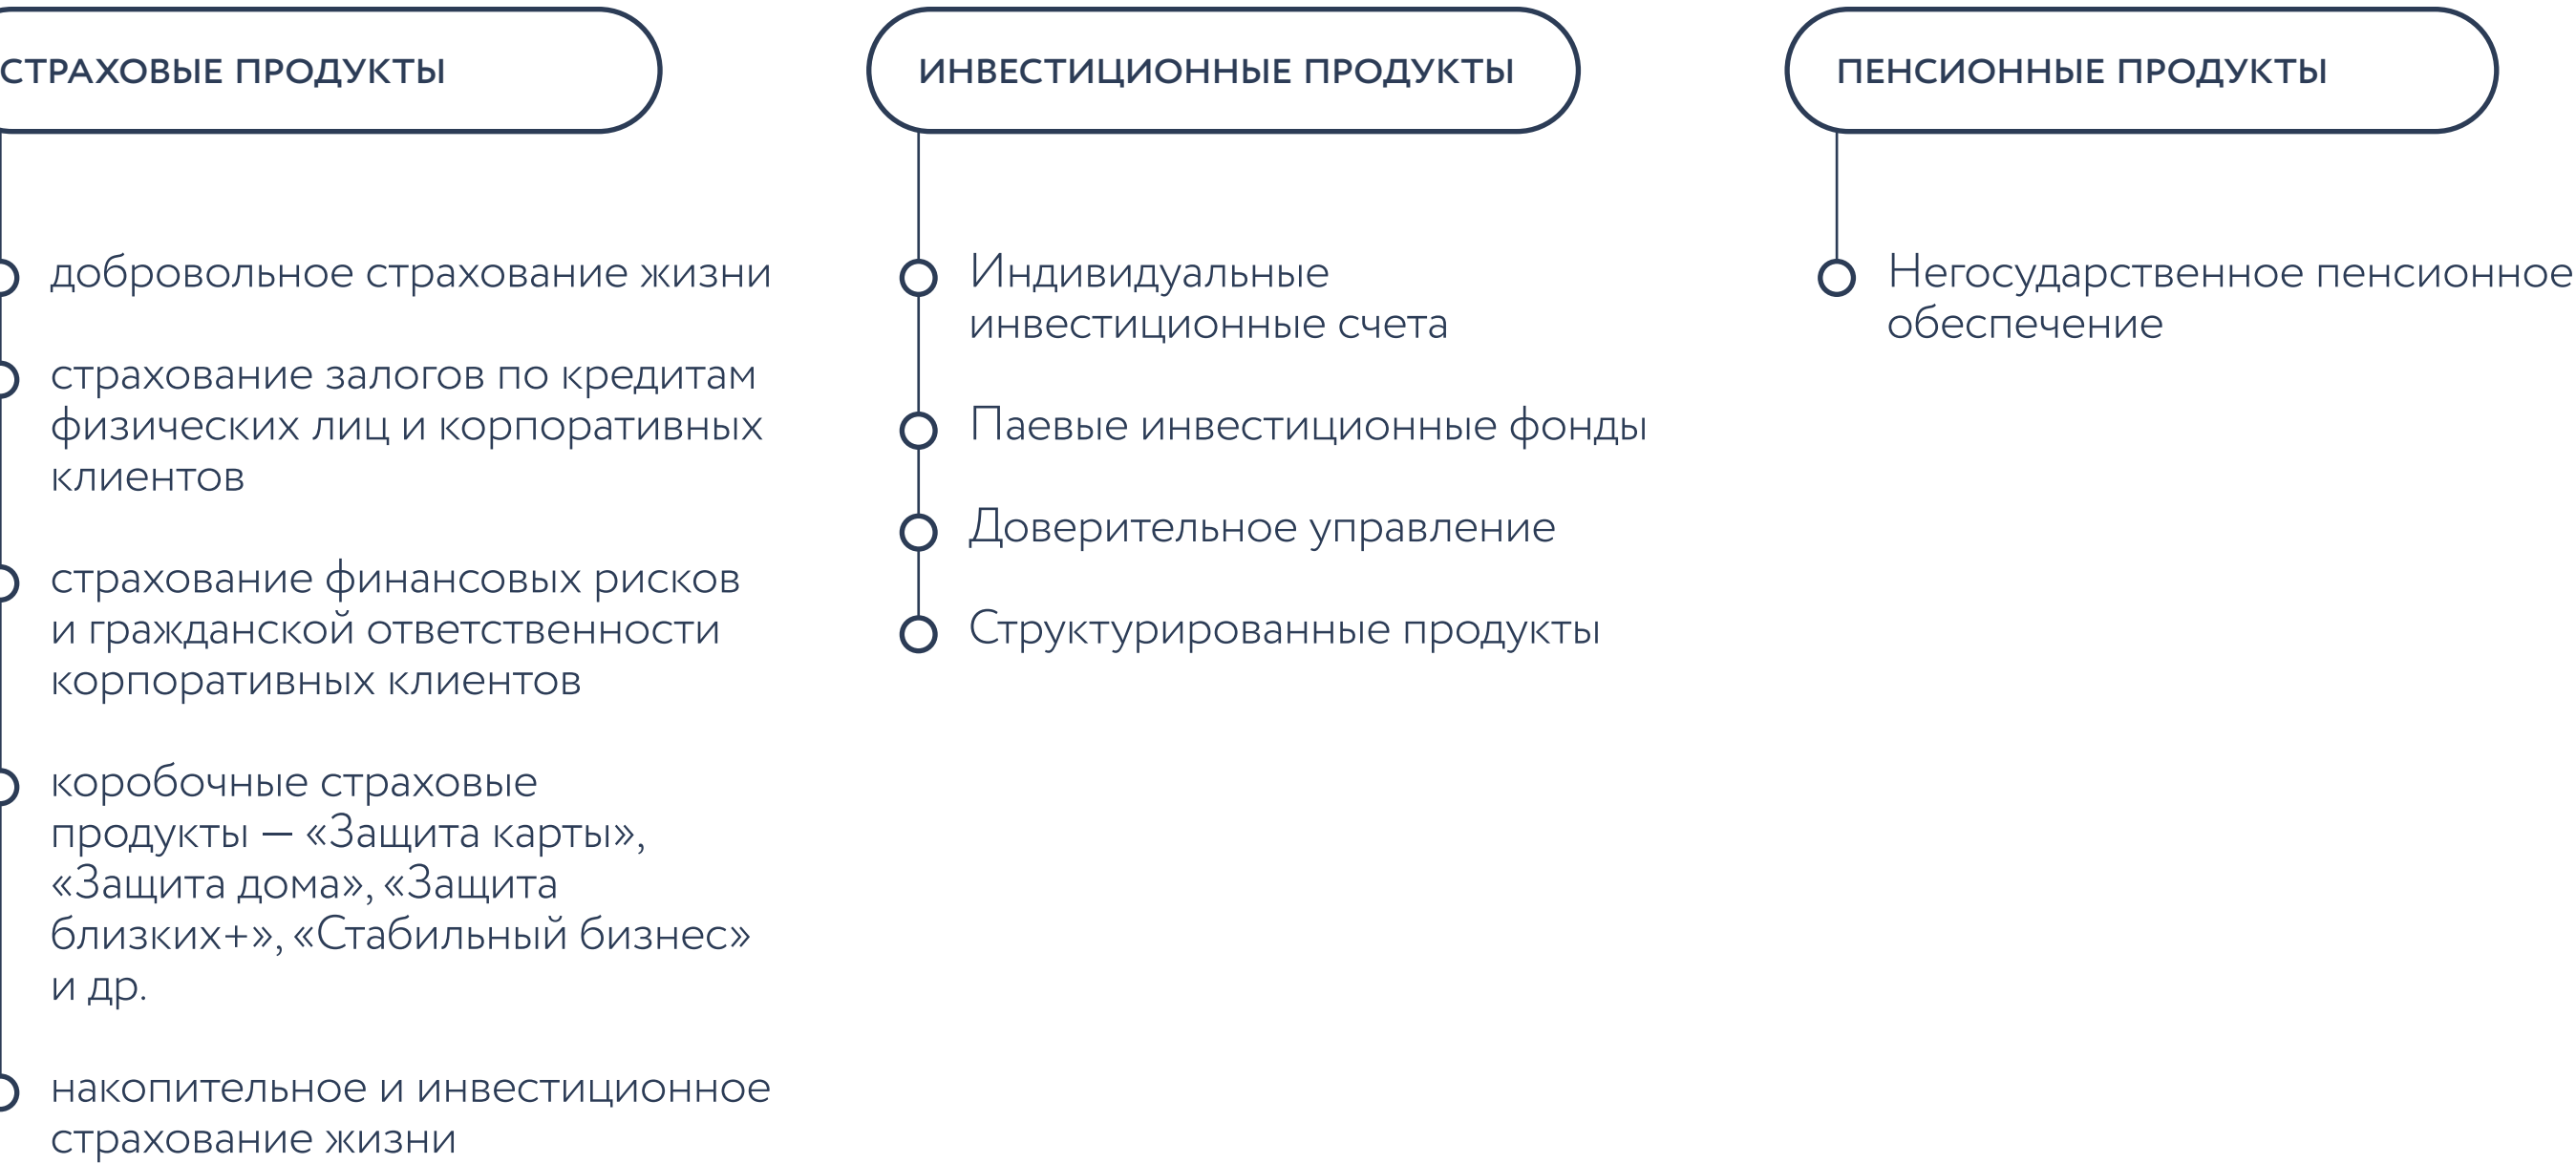 СТРАХОВЫЕ ПРОДУКТЫ
добровольное страхование жизни
страхование залогов по кредитам
физических лиц и корпоративных
клиентов
страхование финансовых рисков
и гражданской ответственности
корпоративных клиентов
коробочные страховые
продукты — «Защита карты»,
«Защита дома», «Защита
близких+», «Стабильный бизнес»
и др.
накопительное и инвестиционное
страхование жизни
ИНВЕСТИЦИОННЫЕ ПРОДУКТЫ
Индивидуальные
инвестиционные счета
Паевые инвестиционные фонды
Доверительное управление
Структурированные продукты
ПЕНСИОННЫЕ ПРОДУКТЫ
Негосударственное пенсионное
обеспечение